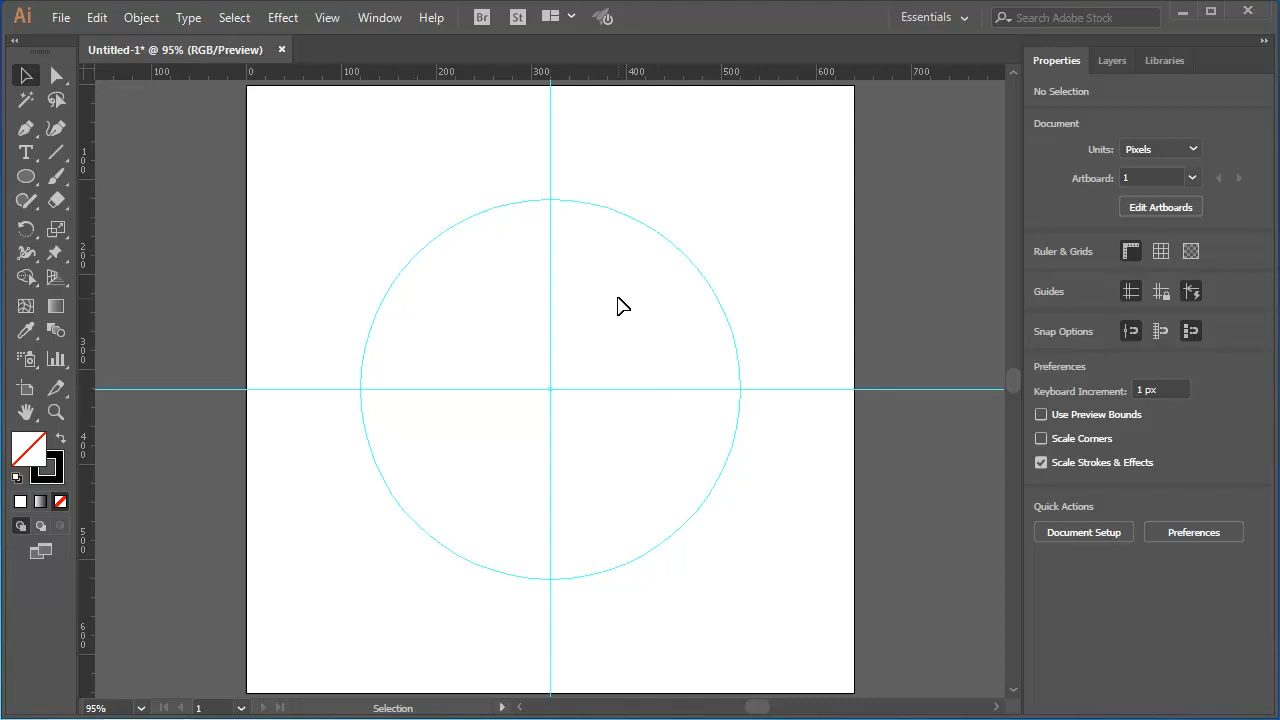 Ai File Edit Object Type Select Effect View Window Help Br St Essentials Search Adobe Stock
Untitled-1* @ 95% (RGB/Preview)
100 0 100 200 300 400 500 600 700
100
200
300
400
500
600
Properties Layers Libraries
No Selection
Document
Units: Pixels
Artboard: 1
Edit Artboards
Ruler & Grids
Guides
Snap Options
Preferences
Keyboard Increment: 1 px
Use Preview Bounds
Scale Corners
Scale Strokes & Effects
Quick Actions
Document Setup Preferences
95% 1 Selection